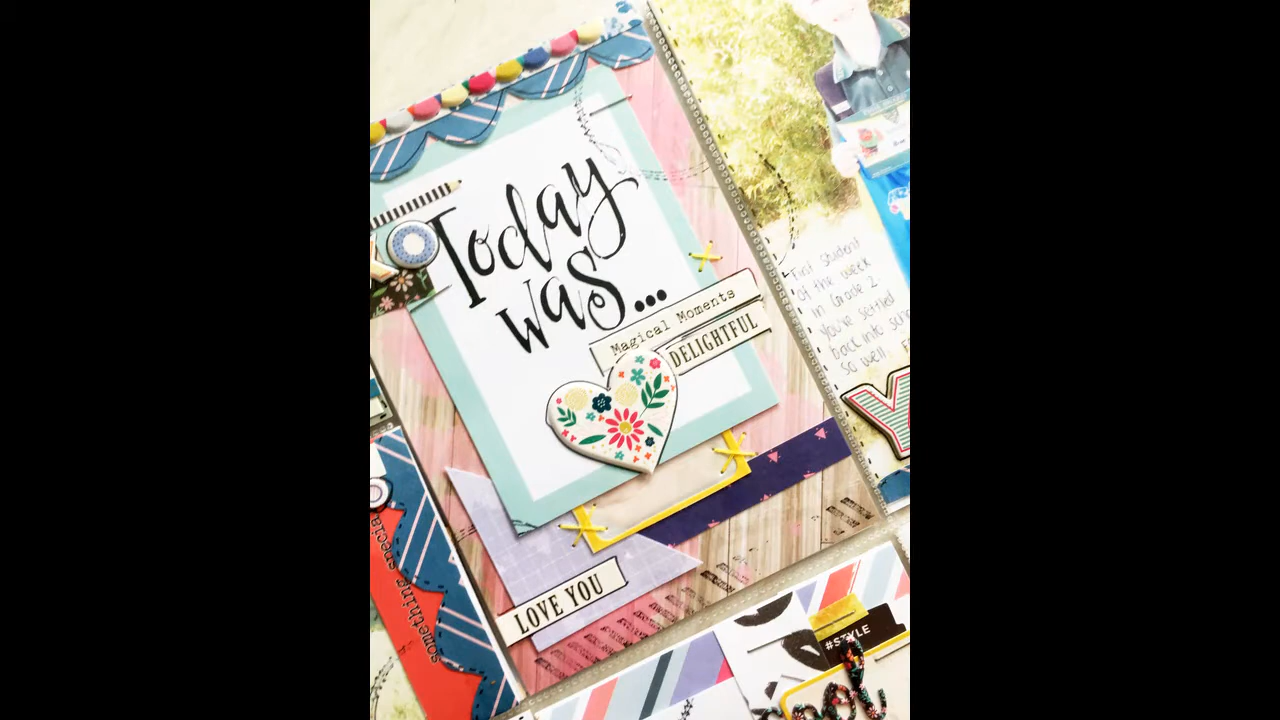 Today
was...
Magical Moments
DELIGHTFUL
LOVE YOU
First Student
of the week
in Grade 2
you've settled
back into
so well.
something special
#STYLE